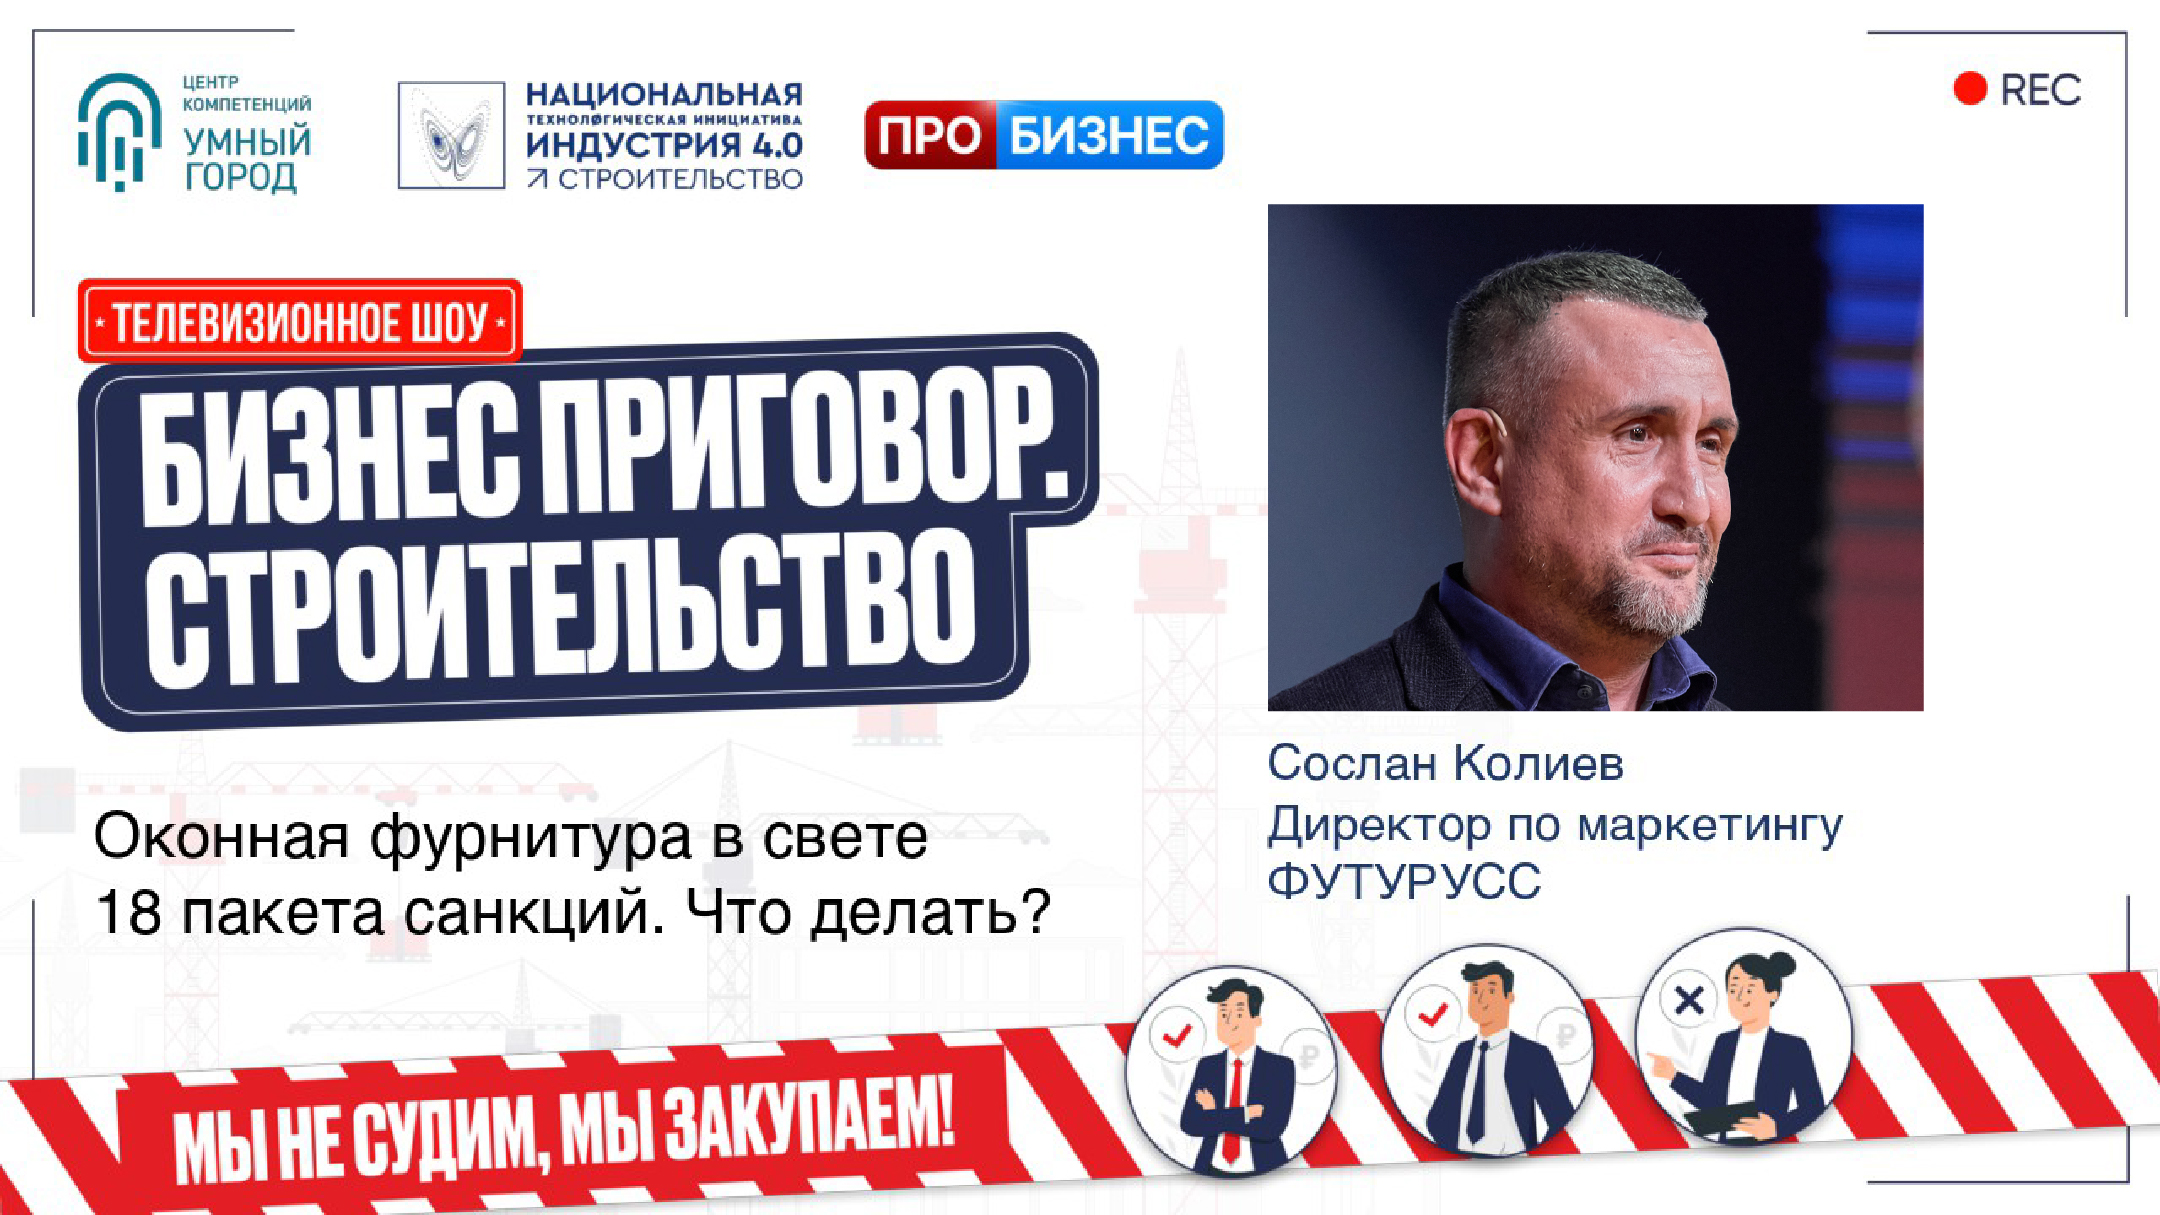 ЦЕНТР
КОМПЕТЕНЦИЙ
УМНЫЙ
ГОРОД
НАЦИОНАЛЬНАЯ
ТЕХНОЛОГИЧЕСКАЯ ИНИЦИАТИВА
ИНДУСТРИЯ 4.0
СТРОИТЕЛЬСТВО
ПРО БИЗНЕС
REC
ТЕЛЕВИЗИОННОЕ ШОУ
БИЗНЕС ПРИГОВОР.
СТРОИТЕЛЬСТВО
Оконная фурнитура в свете
18 пакета санкций. Что делать?
Сослан Колиев
Директор по маркетингу
ФУТУРУСС
₽
₽
МЫ НЕ СУДИМ, МЫ ЗАКУПАЕМ!